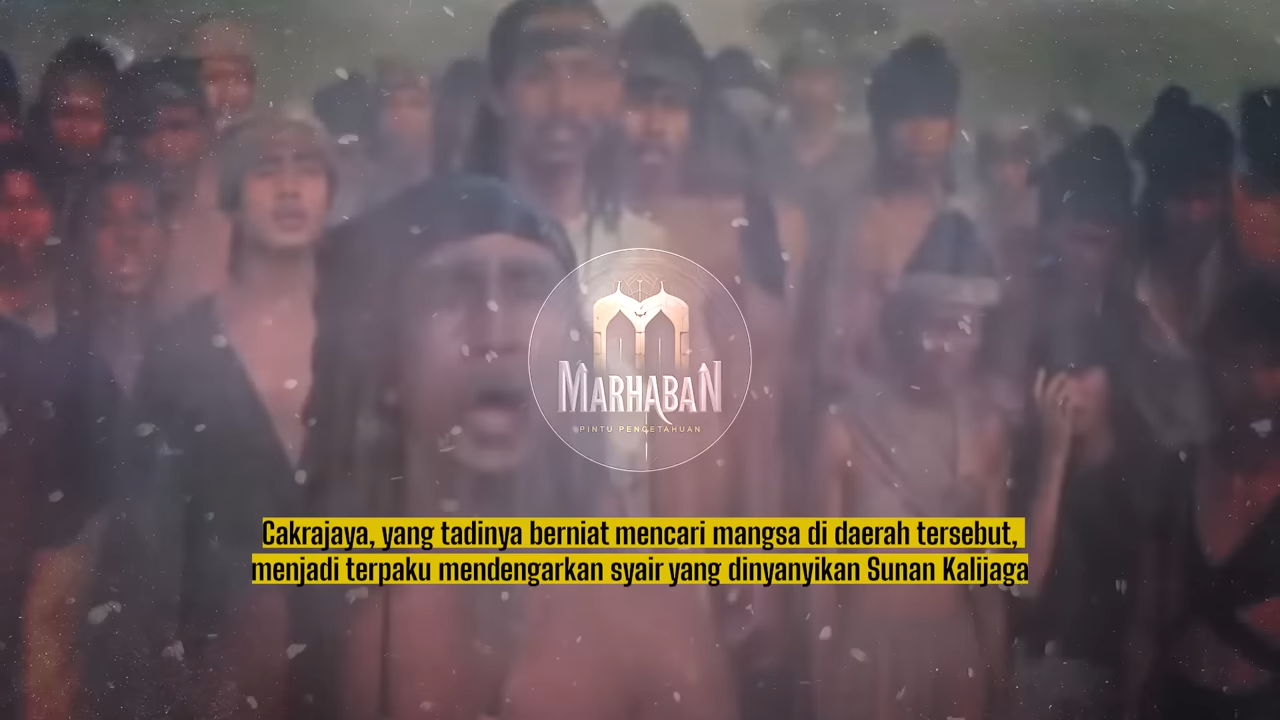 MARHABAN
PINTU PENGETAHUAN
Cakrajaya, yang tadinya berniat mencari mangsa di daerah tersebut,
menjadi terpaku mendengarkan syair yang dinyanyikan Sunan Kalijaga